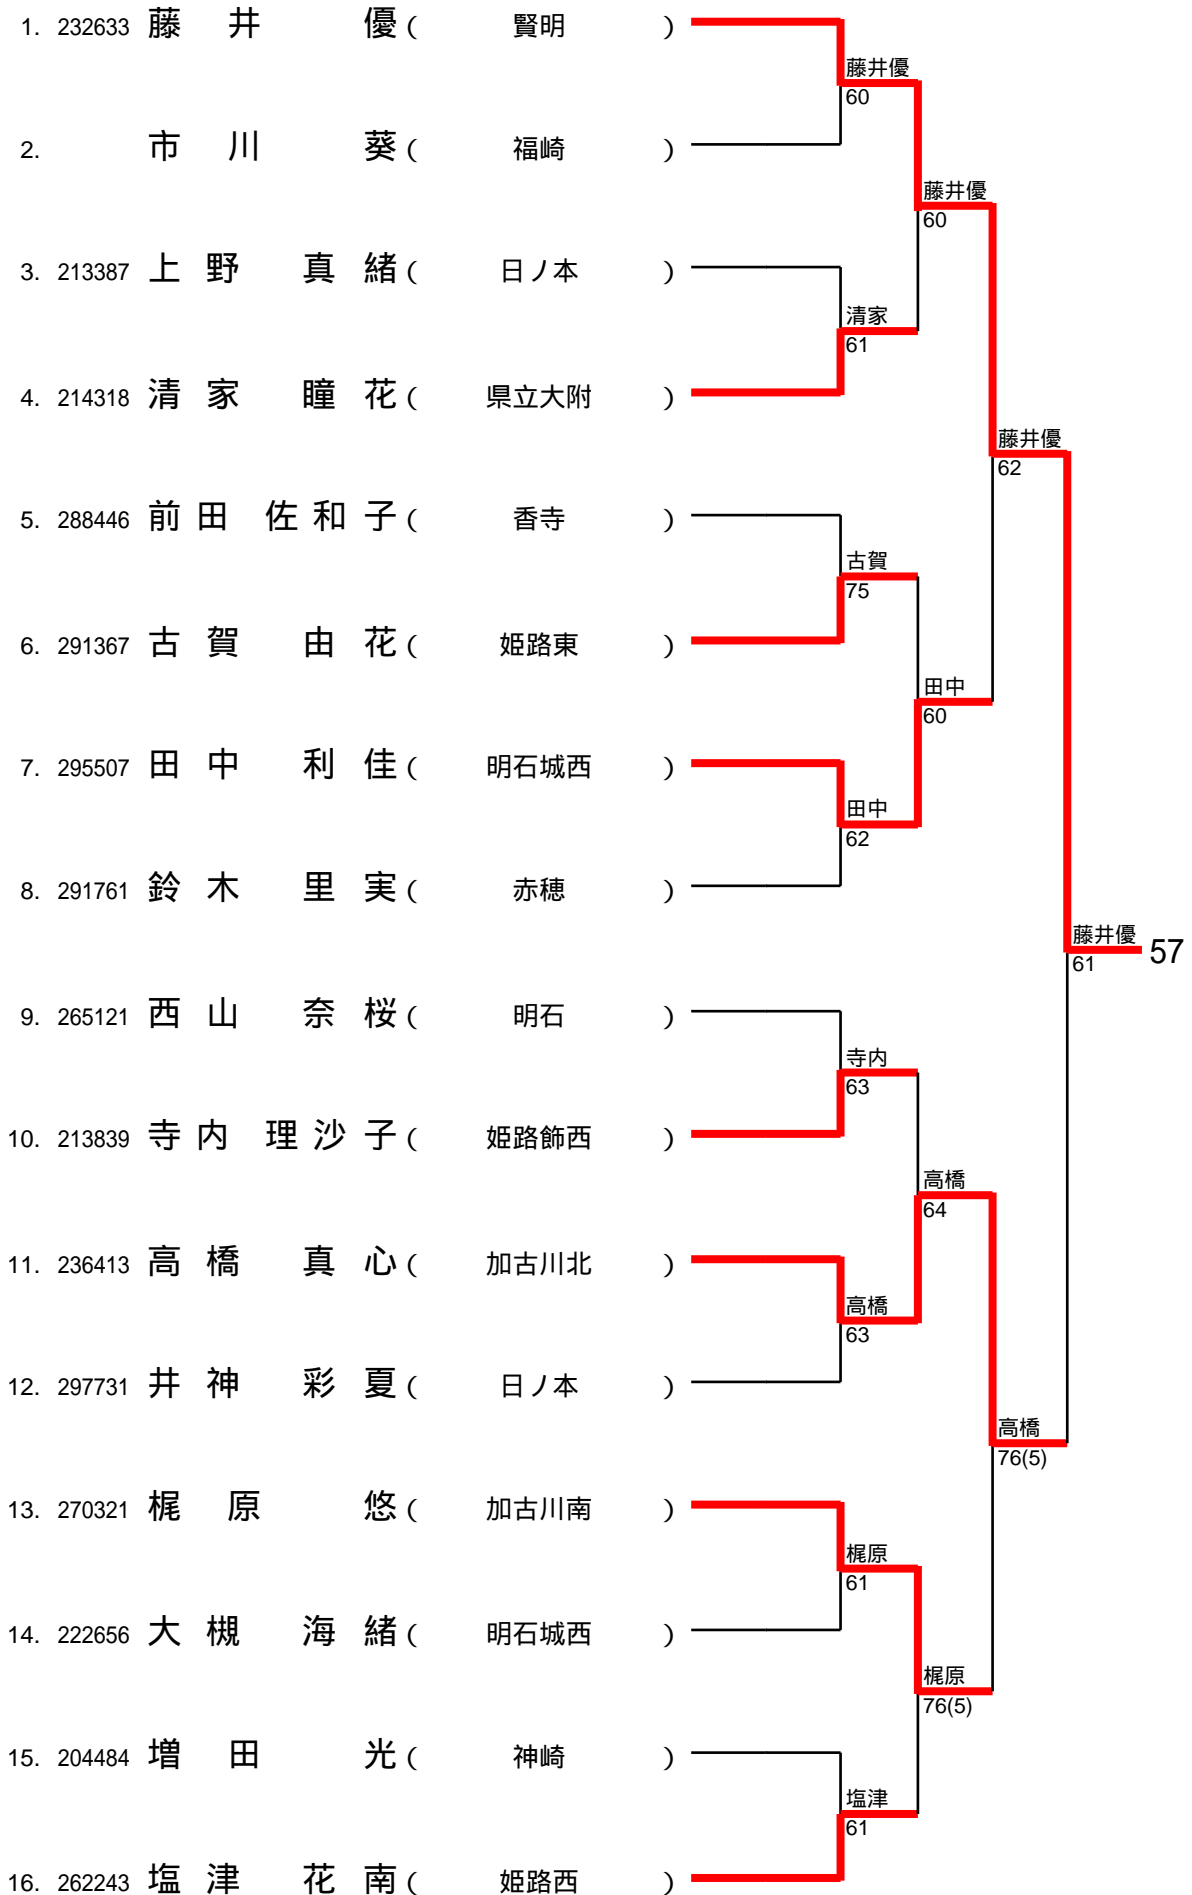 1. 232633 藤井 優 ( 賢明 )
藤井優
60
2. 市川 葵 ( 福崎 )
藤井優
60
3. 213387 上野 真緒 ( 日ノ本 )
清家
61
4. 214318 清家 瞳花 ( 県立大附 )
藤井優
62
5. 288446 前田 佐和子 ( 香寺 )
古賀
75
6. 291367 古賀 由花 ( 姫路東 )
田中
60
7. 295507 田中 利佳 ( 明石城西 )
田中
62
8. 291761 鈴木 里実 ( 赤穂 )
藤井優 57
61
9. 265121 西山 奈桜 ( 明石 )
寺内
63
10. 213839 寺内 理沙子 ( 姫路飾西 )
高橋
64
11. 236413 高橋 真心 ( 加古川北 )
高橋
63
12. 297731 井神 彩夏 ( 日ノ本 )
高橋
76(5)
13. 270321 梶原 悠 ( 加古川南 )
梶原
61
14. 222656 大槻 海緒 ( 明石城西 )
梶原
76(5)
15. 204484 増田 光 ( 神崎 )
塩津
61
16. 262243 塩津 花南 ( 姫路西 )